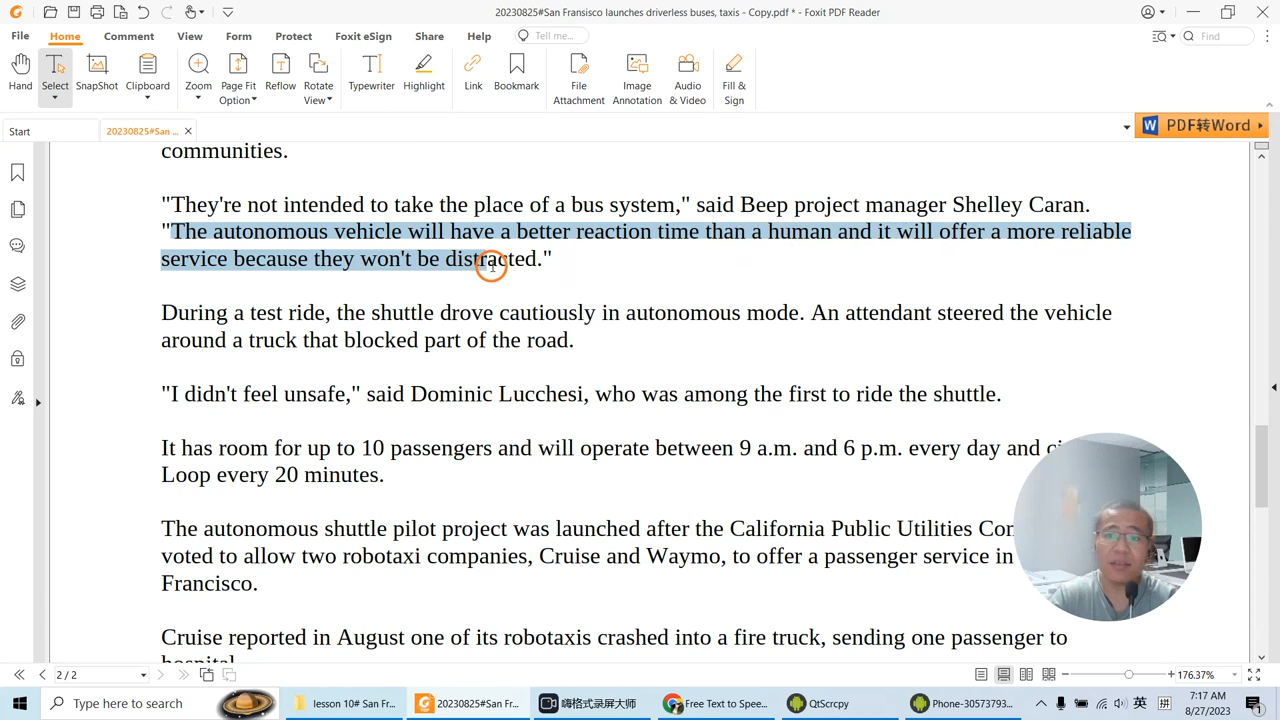 20230825#San Fransisco launches driverless buses, taxis - Copy.pdf * - Foxit PDF Reader
File Home Comment View Form Protect Foxit eSign Share Help Tell me... Find
Hand Select SnapShot Clipboard Zoom Page Fit Option Reflow Rotate View Typewriter Highlight Link Bookmark File Attachment Image Annotation Audio & Video Fill & Sign
Start 20230825#San ... PDF转Word
communities.
"They're not intended to take the place of a bus system," said Beep project manager Shelley Caran.
"The autonomous vehicle will have a better reaction time than a human and it will offer a more reliable
service because they won't be distracted."
During a test ride, the shuttle drove cautiously in autonomous mode. An attendant steered the vehicle
around a truck that blocked part of the road.
"I didn't feel unsafe," said Dominic Lucchesi, who was among the first to ride the shuttle.
It has room for up to 10 passengers and will operate between 9 a.m. and 6 p.m. every day and
Loop every 20 minutes.
The autonomous shuttle pilot project was launched after the California Public Utilities
voted to allow two robotaxi companies, Cruise and Waymo, to offer a passenger service in
Francisco.
Cruise reported in August one of its robotaxis crashed into a fire truck, sending one passenger to
hospital
2 / 2 176.37%
Type here to search lesson 10# San Fr... 20230825#San Fr... 嗨格式录屏大师 Free Text to Spee... QtScrcpy Phone-30573793... 英 7:17 AM
8/27/2023
1